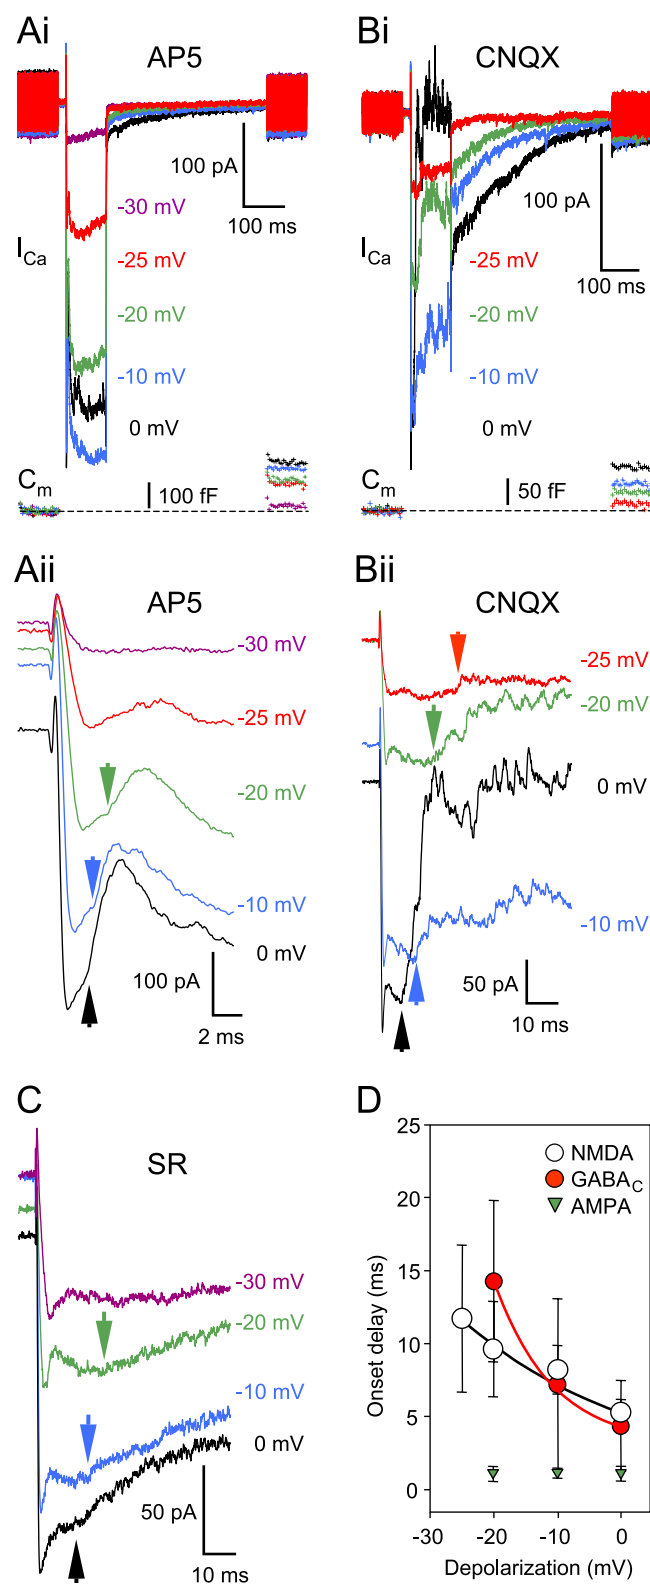 Ai
AP5
100 pA
100 ms
-30 mV
I Ca
-25 mV
-20 mV
-10 mV
0 mV
C m
100 fF
Bi
CNQX
100 pA
100 ms
I Ca
-25 mV
-20 mV
-10 mV
0 mV
C m
50 fF
Aii
AP5
-30 mV
-25 mV
-20 mV
-10 mV
0 mV
100 pA
2 ms
Bii
CNQX
-25 mV
-20 mV
0 mV
-10 mV
50 pA
10 ms
C
SR
-30 mV
-20 mV
-10 mV
0 mV
50 pA
10 ms
D
25
20
15
10
5
0
Onset delay (ms)
NMDA
GABAC
AMPA
-30 -20 -10 0
Depolarization (mV)